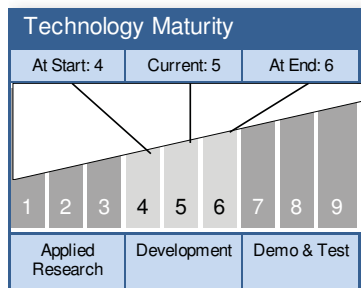 Technology Maturity
At Start: 4 Current: 5 At End: 6
1 2 3 4 5 6 7 8 9
Applied Development Demo & Test
Research